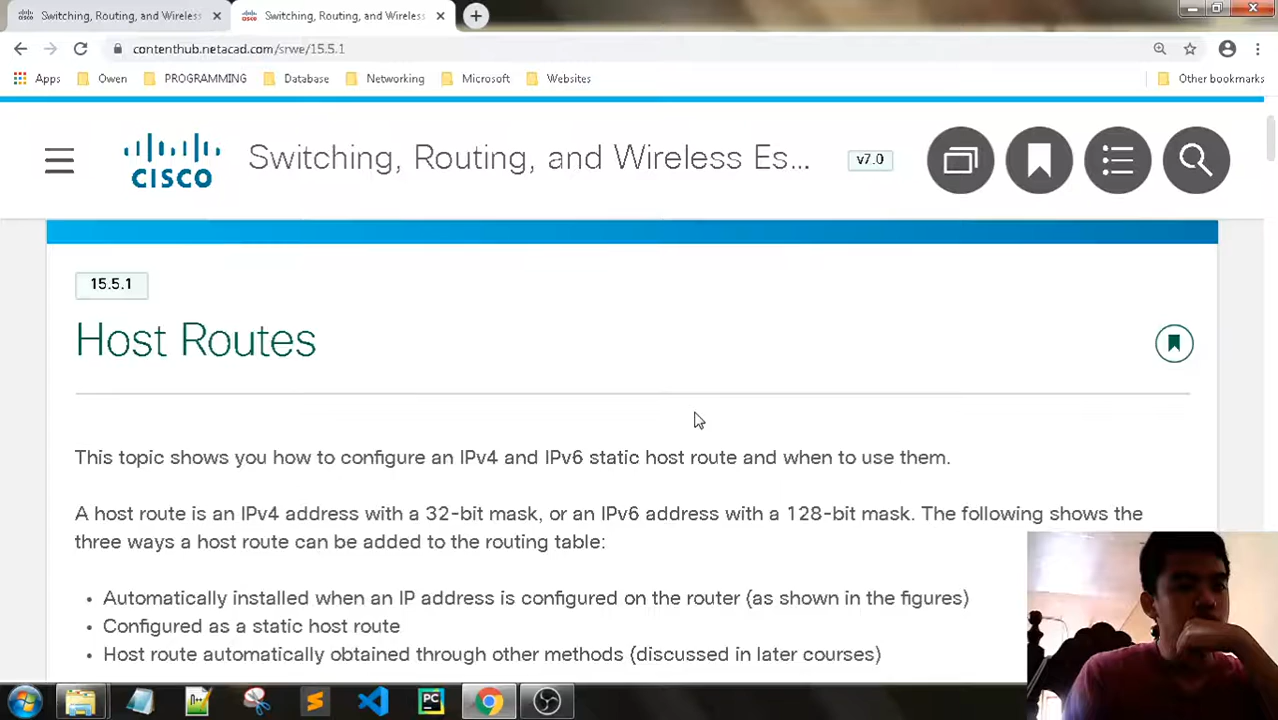 Switching, Routing, and Wireless
Switching, Routing, and Wireless
contenthub.netacad.com/srwe/15.5.1
Apps
Owen
PROGRAMMING
Database
Networking
Microsoft
Websites
Other bookmarks
CISCO
Switching, Routing, and Wireless Es...
v7.0
15.5.1
Host Routes
This topic shows you how to configure an IPv4 and IPv6 static host route and when to use them.
A host route is an IPv4 address with a 32-bit mask, or an IPv6 address with a 128-bit mask. The following shows the
three ways a host route can be added to the routing table:
• Automatically installed when an IP address is configured on the router (as shown in the figures)
• Configured as a static host route
• Host route automatically obtained through other methods (discussed in later courses)
PC